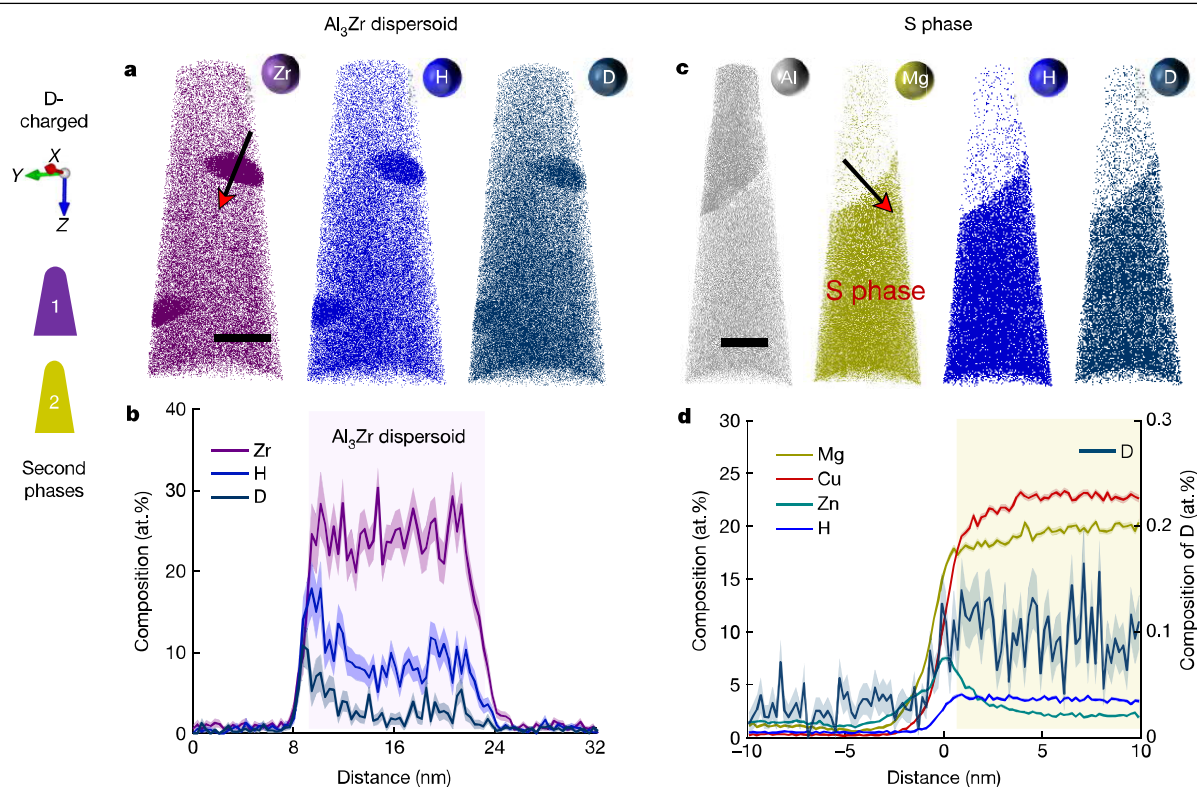 Al3Zr dispersoid
S phase
a
Zr
H
D
c
Al
Mg
H
D
D-
charged
X
Y
Z
1
2
Second
phases
S phase
b
40
30
20
10
0
Composition (at.%)
Al3Zr dispersoid
Zr
H
D
0
8
16
24
32
Distance (nm)
d
30
25
20
15
10
5
0
Composition (at.%)
Mg
Cu
Zn
H
D
0.3
0.2
0.1
0
Composition of D (at.%)
–10
–5
0
5
10
Distance (nm)